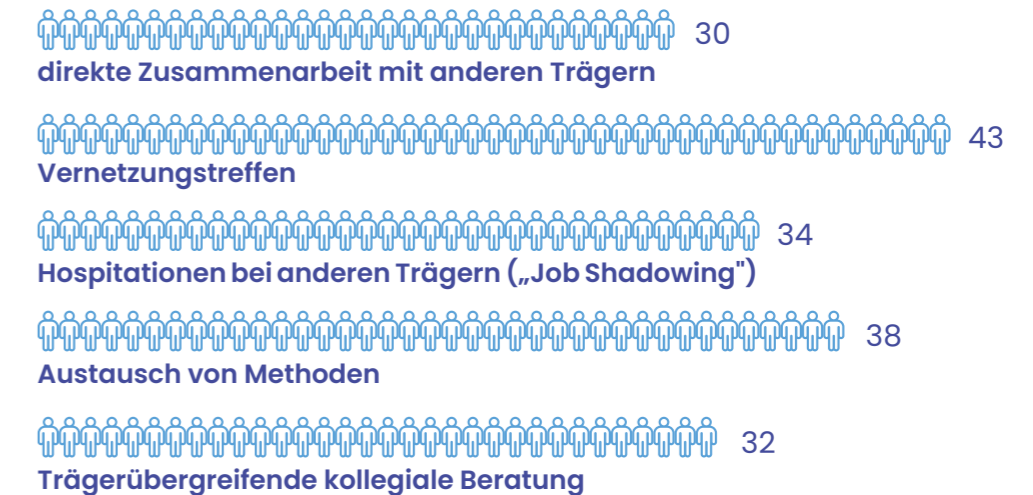 30
direkte Zusammenarbeit mit anderen Trägern
43
Vernetzungstreffen
34
Hospitationen bei anderen Trägern („Job Shadowing")
38
Austausch von Methoden
32
Trägerübergreifende kollegiale Beratung